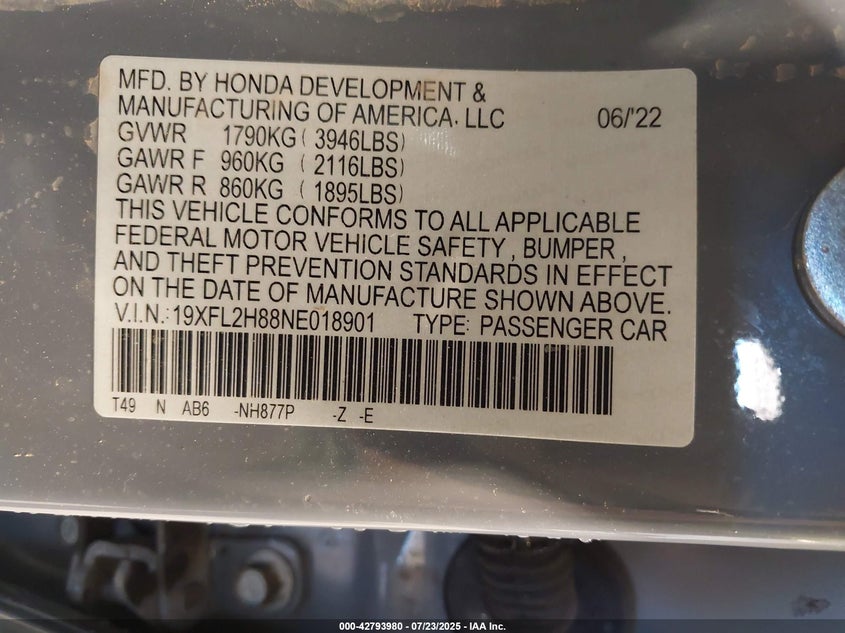 MFD. BY HONDA DEVELOPMENT &
MANUFACTURING OF AMERICA, LLC 06/'22
GVWR 1790KG ( 3946LBS)
GAWR F 960KG ( 2116LBS)
GAWR R 860KG ( 1895LBS)
THIS VEHICLE CONFORMS TO ALL APPLICABLE
FEDERAL MOTOR VEHICLE SAFETY , BUMPER ,
AND THEFT PREVENTION STANDARDS IN EFFECT
ON THE DATE OF MANUFACTURE SHOWN ABOVE.
V.I.N.:19XFL2H88NE018901 TYPE: PASSENGER CAR
T49 N AB6 -NH877P -Z -E
000-42793980 - 07/23/2025 - IAA Inc.